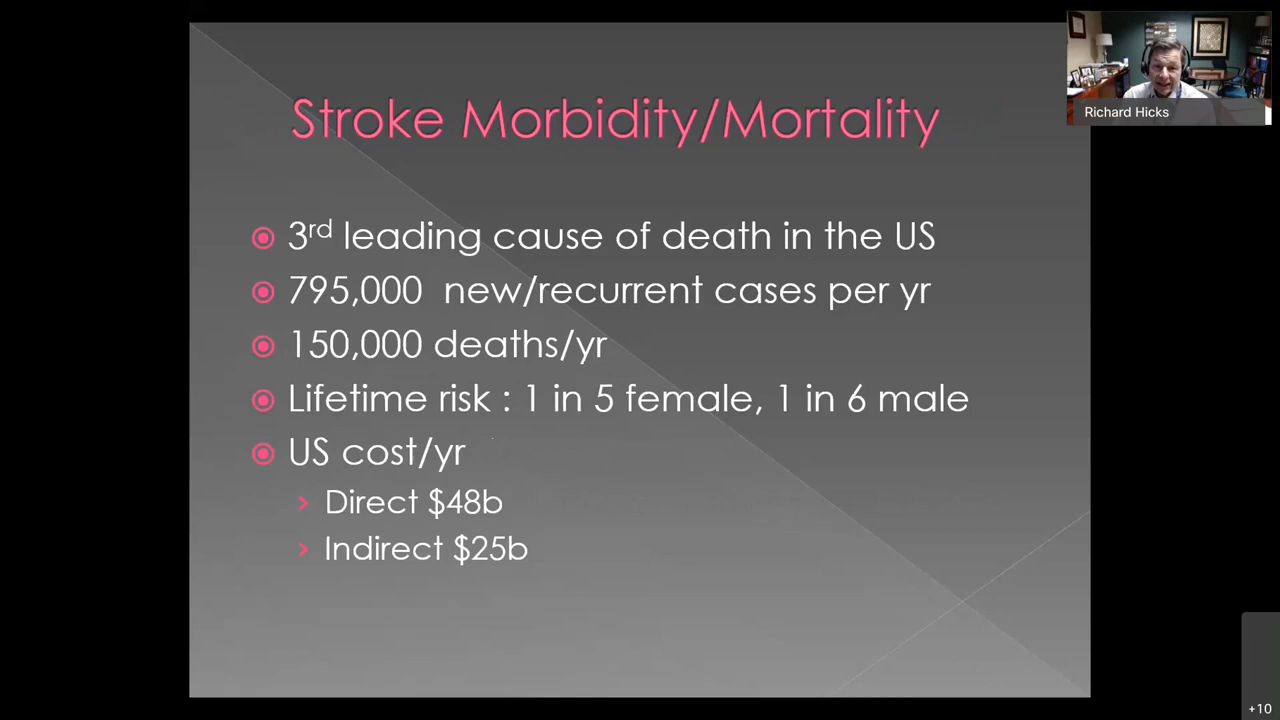 Stroke Morbidity/Mortality
Richard Hicks
3rd leading cause of death in the US
795,000 new/recurrent cases per yr
150,000 deaths/yr
Lifetime risk : 1 in 5 female, 1 in 6 male
US cost/yr
Direct $48b
Indirect $25b
+10